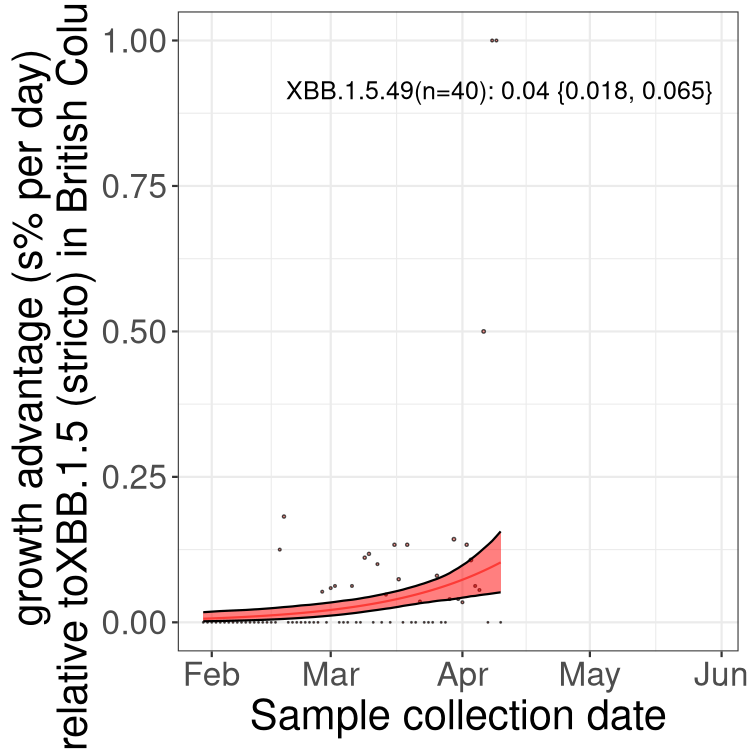 growth advantage (s% per day)
relative toXBB.1.5 (stricto) in British Colu
1.00
0.75
0.50
0.25
0.00
XBB.1.5.49(n=40): 0.04 {0.018, 0.065}
Feb Mar Apr May Jun
Sample collection date